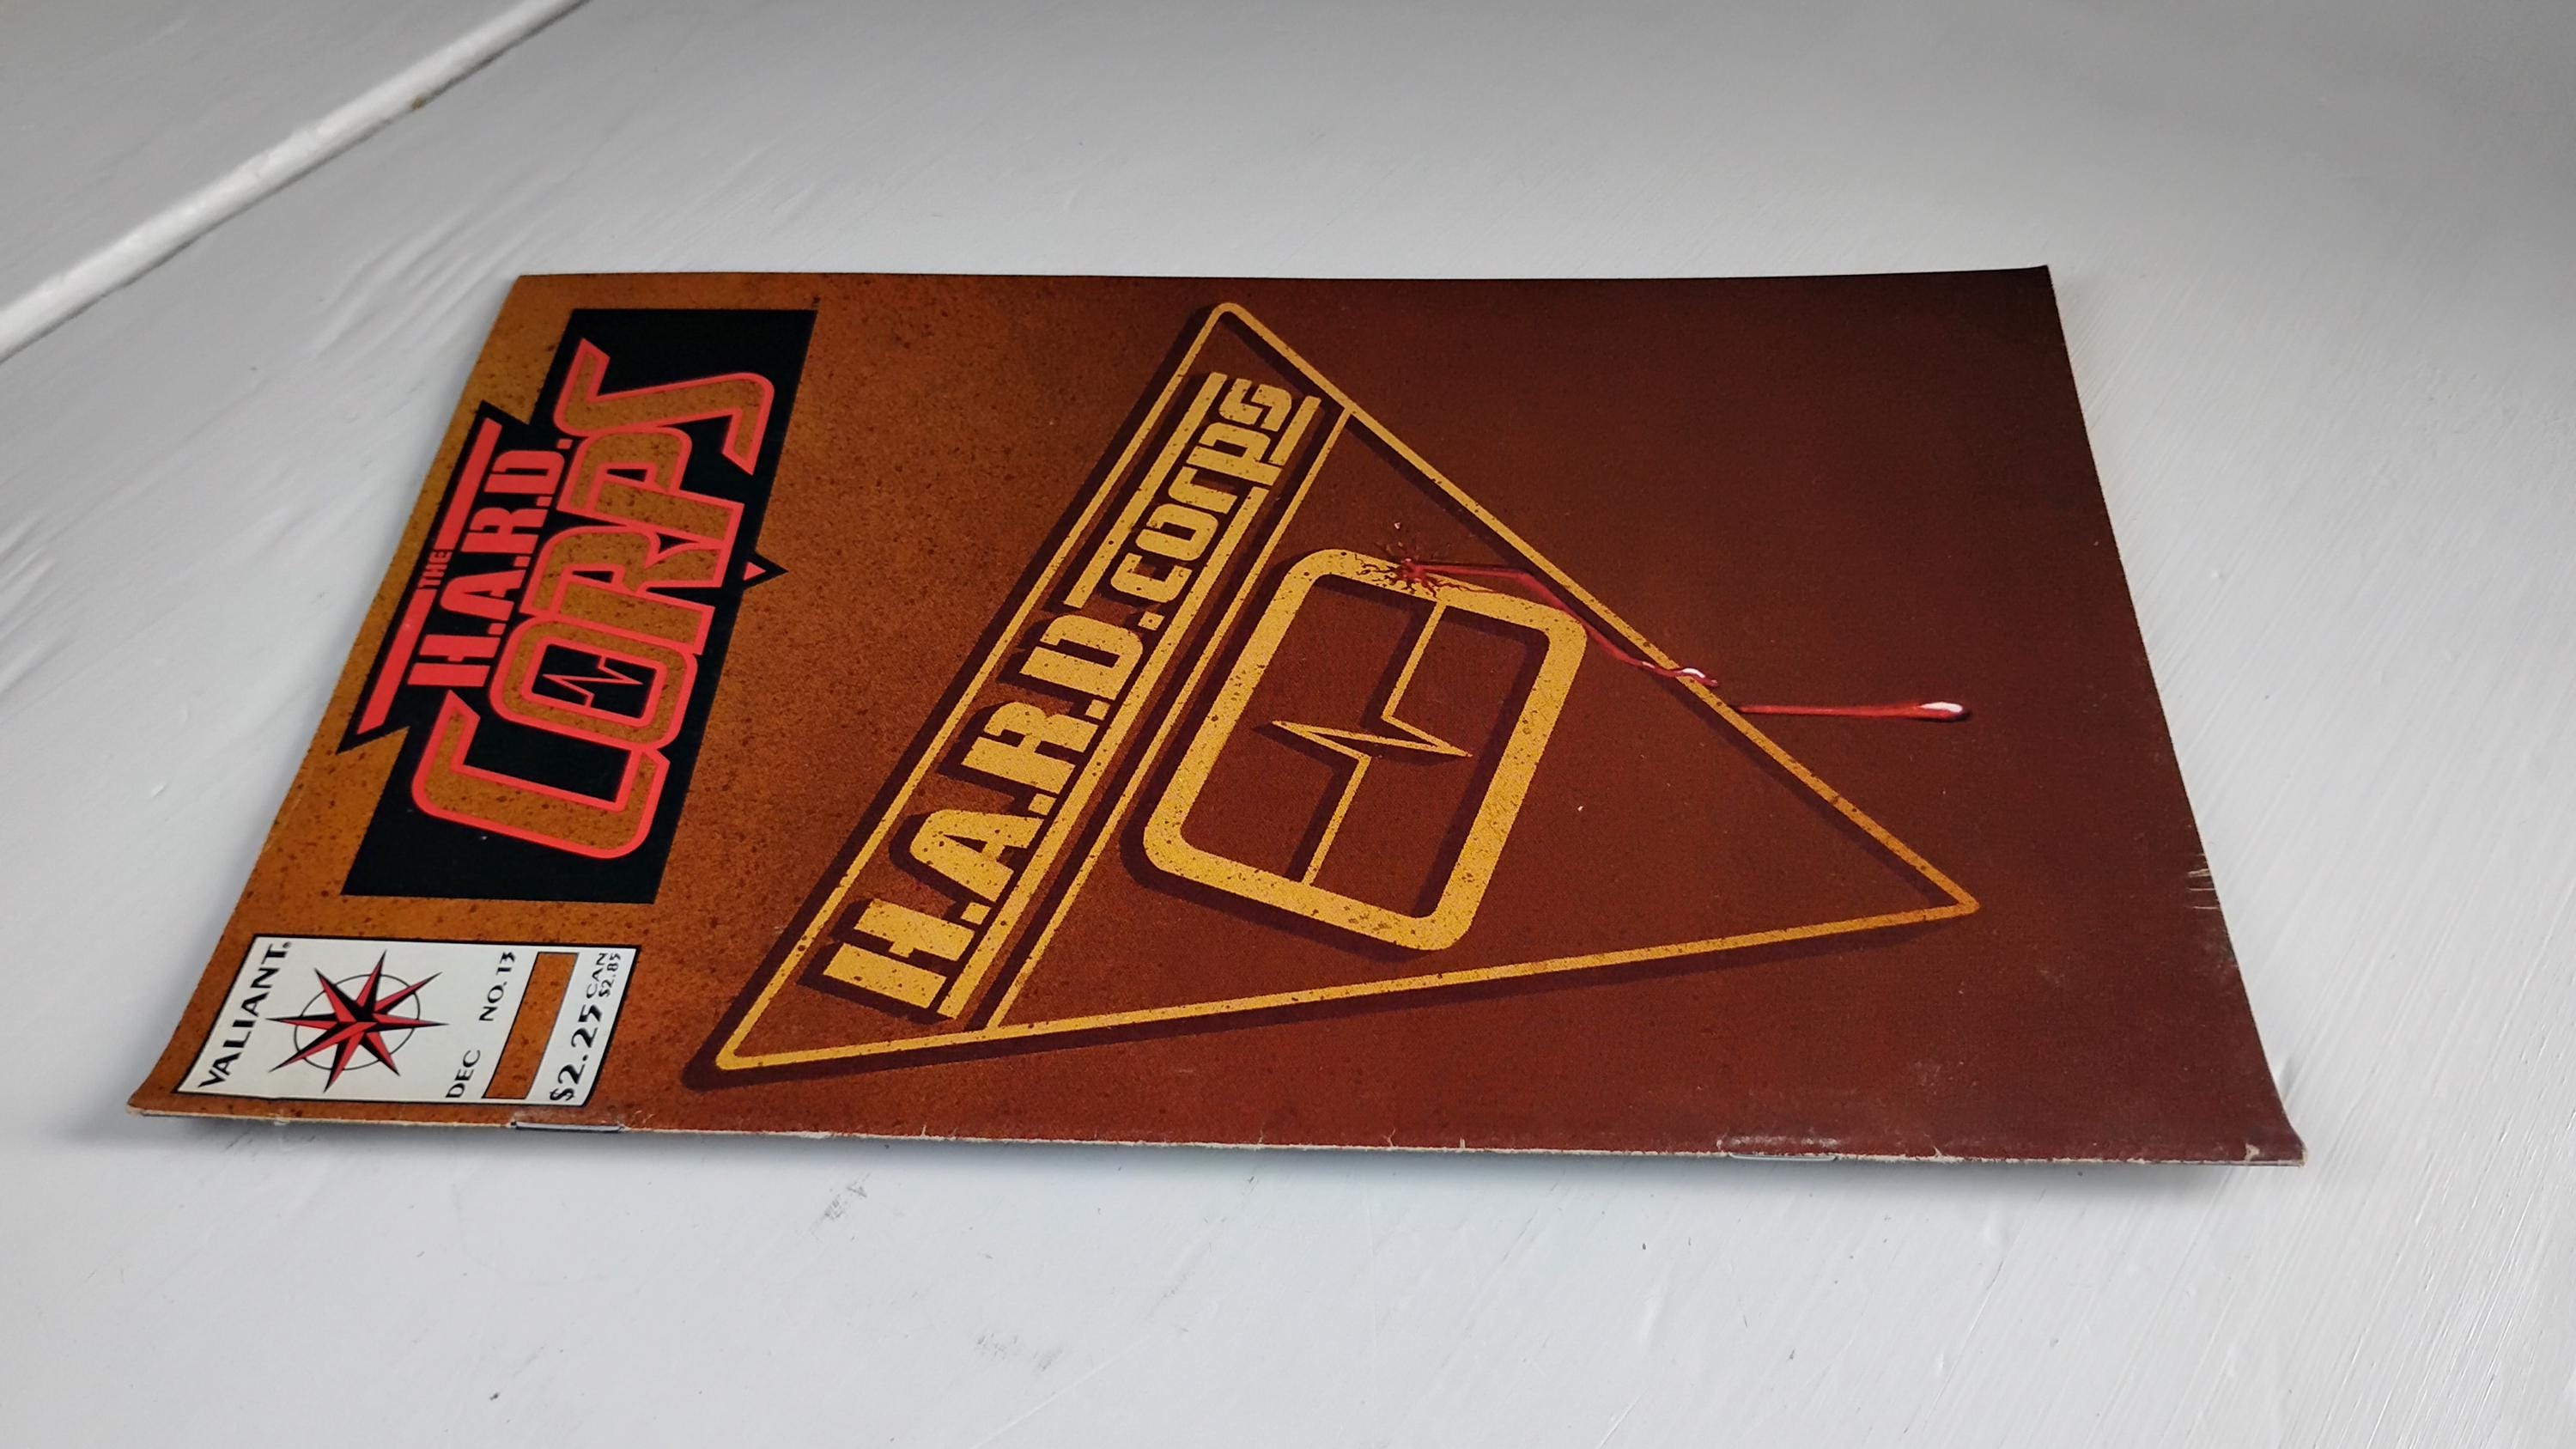 VALIANT®
DEC NO. 13
$2.25 CAN $2.85
THE
H.A.R.D.
CORPS
H.A.R.D.corps